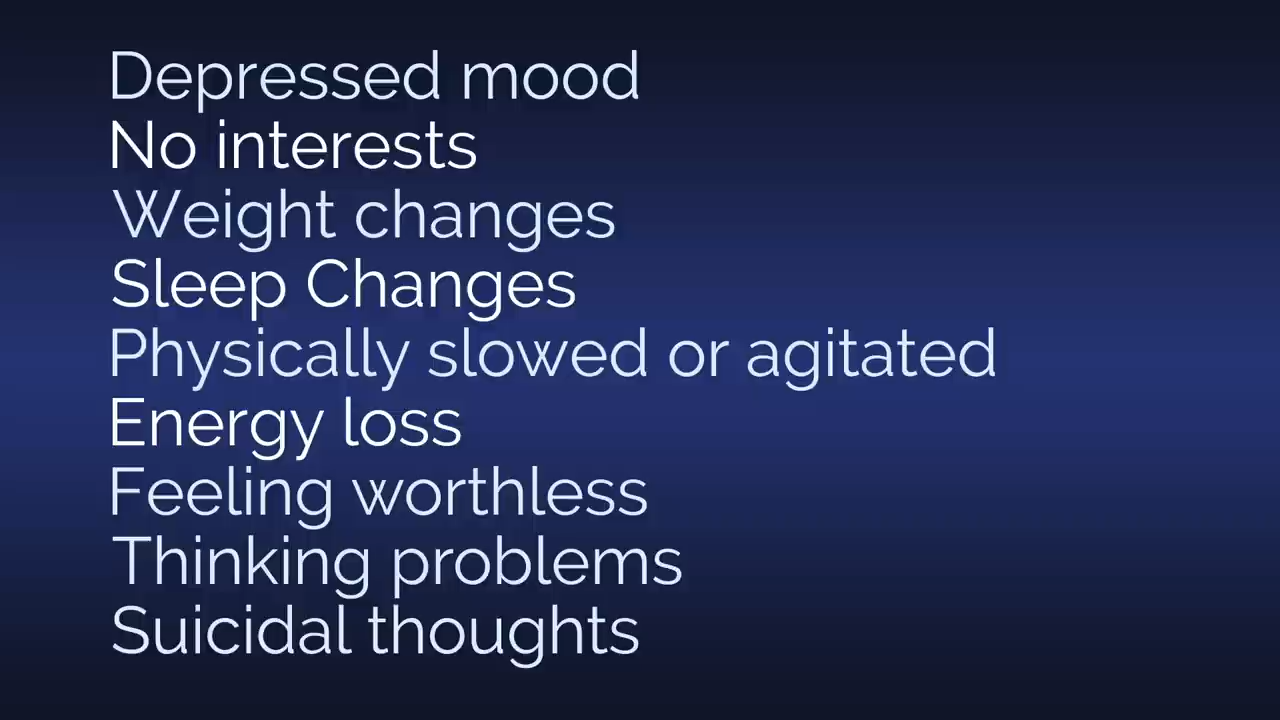 Depressed mood
No interests
Weight changes
Sleep Changes
Physically slowed or agitated
Energy loss
Feeling worthless
Thinking problems
Suicidal thoughts